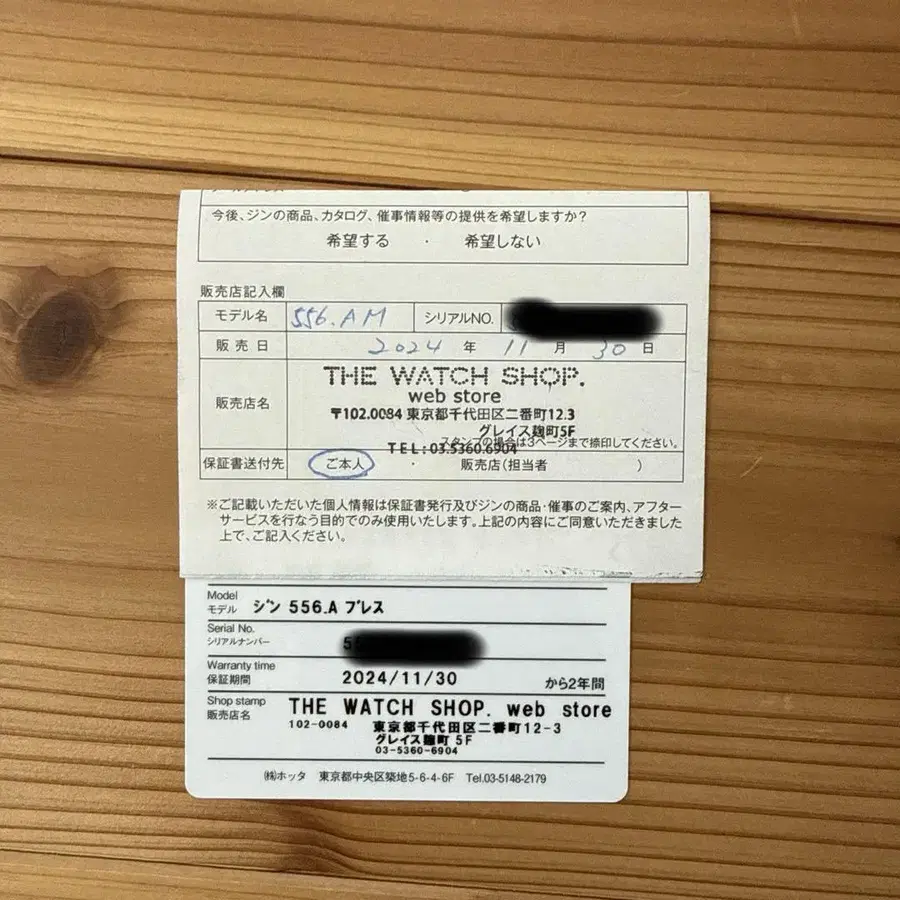 今後、ジンの商品、カタログ、催事情報等の提供を希望しますか?
希望する ・ 希望しない
販売店記入欄
モデル名 556.AM シリアルNO.
販売日 2024年 11月 30日
販売店名
THE WATCH SHOP.
web store
〒102.0084 東京都千代田区二番町12.3
グレイス麹町5F
スタンプの場合は3ページまで捺印してください。
TEL:03.5360.6904
保証書送付先 ご本人 ・ 販売店(担当者 )
※ご記載いただいた個人情報は保証書発行及びジンの商品・催事のご案内、アフター
サービスを行なう目的でのみ使用いたします。上記の内容にご同意いただきました
上で、ご記入ください。
Model
モデル ジン 556.A ブレス
Serial No.
シリアルナンバー 5
Warranty time
保証期間 2024/11/30 から2年間
Shop stamp
販売店名 THE WATCH SHOP. web store
102-0084 東京都千代田区二番町12-3
グレイス麹町 5F
03-5360-6904
㈱ホッタ 東京都中央区築地5-6-4-6F Tel.03-5148-2179